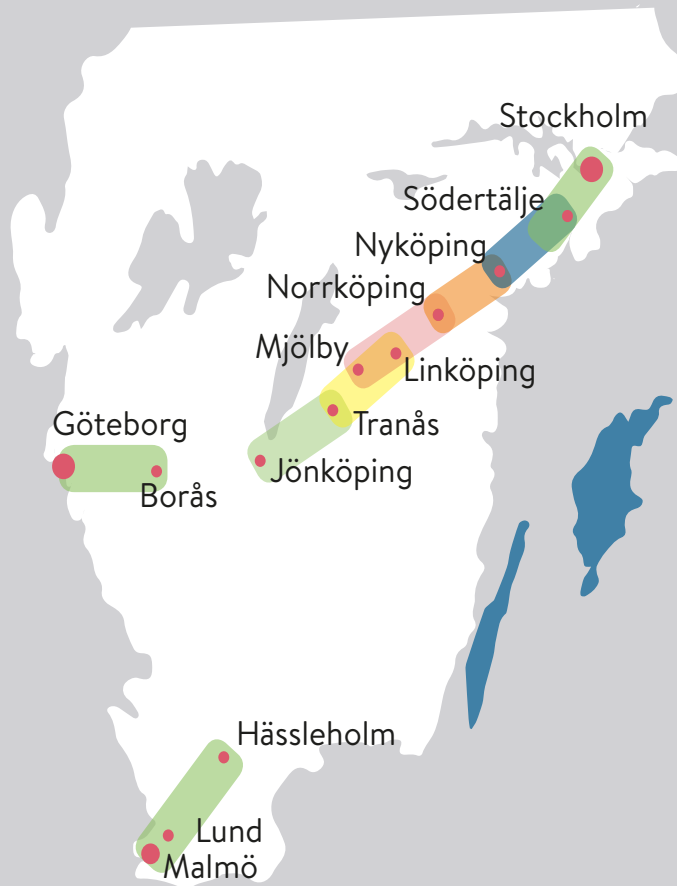 Stockholm
Södertälje
Nyköping
Norrköping
Mjölby
Linköping
Göteborg
Tranås
Jönköping
Borås
Hässleholm
Lund
Malmö